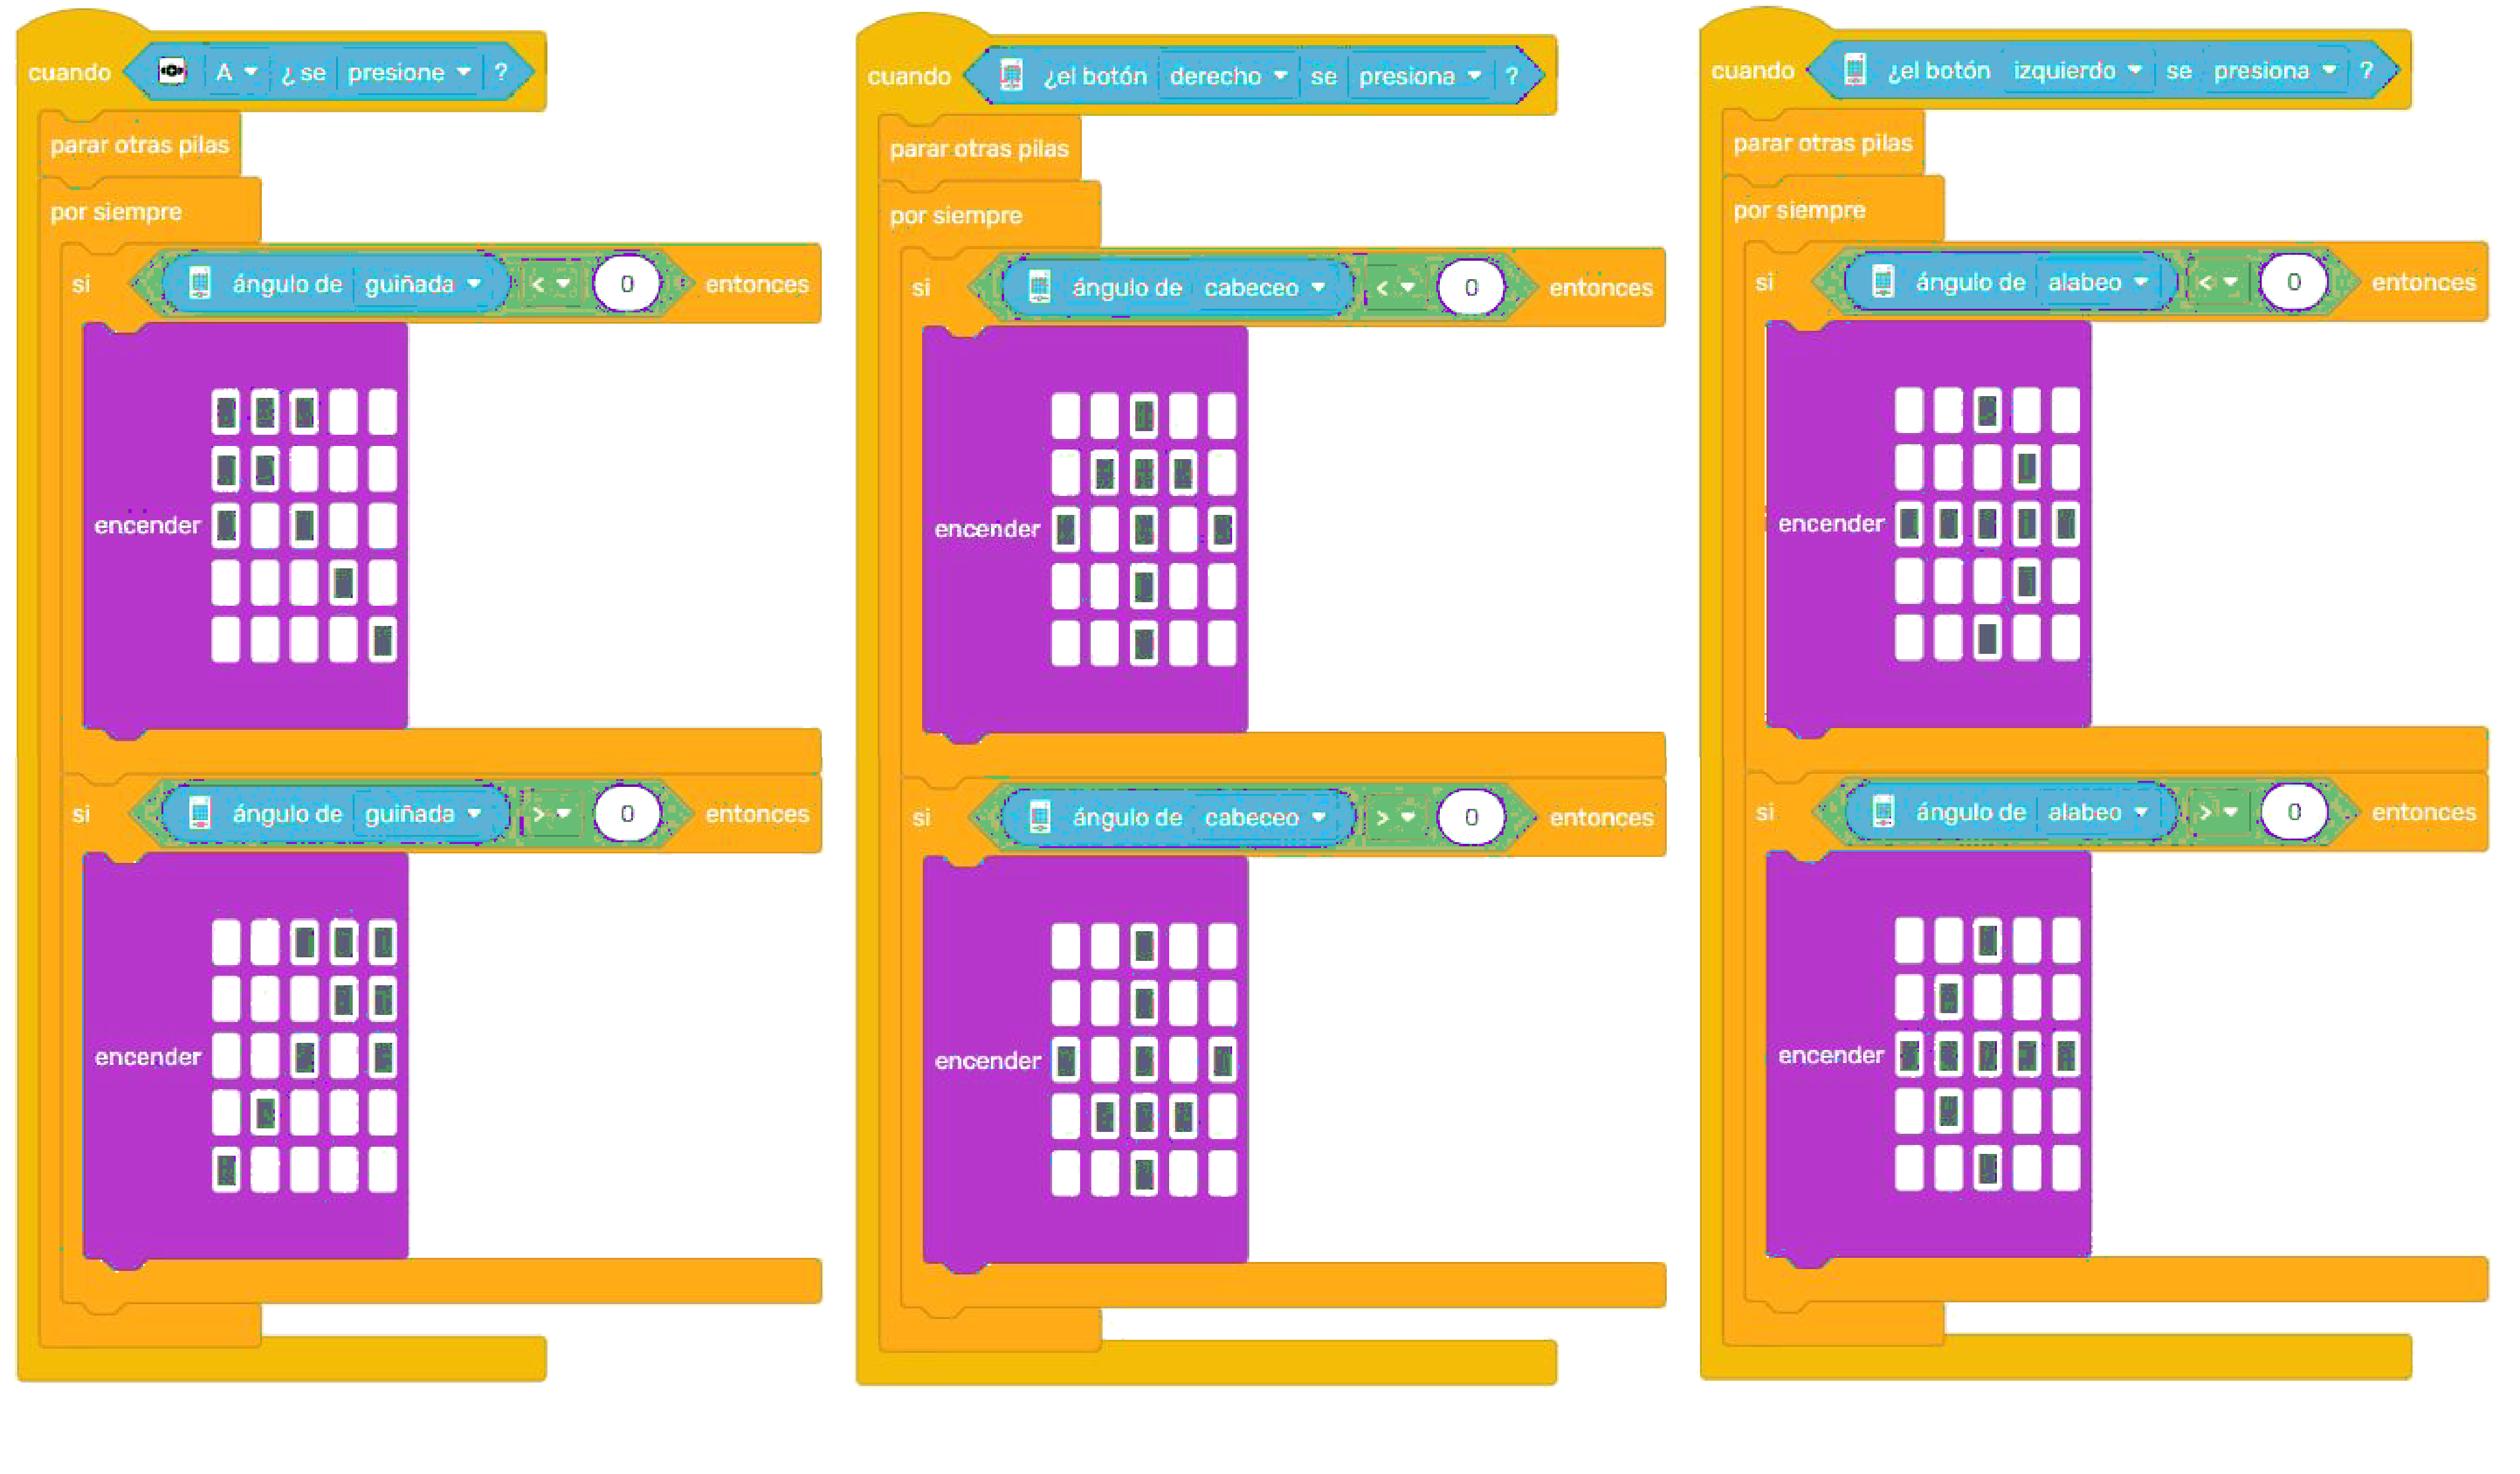 cuando A ¿ se presione ?
parar otras pilas
por siempre
si ángulo de guiñada < 0 entonces
encender
si ángulo de guiñada > 0 entonces
encender
cuando ¿el botón derecho se presiona ?
parar otras pilas
por siempre
si ángulo de cabeceo < 0 entonces
encender
si ángulo de cabeceo > 0 entonces
encender
cuando ¿el botón izquierdo se presiona ?
parar otras pilas
por siempre
si ángulo de alabeo < 0 entonces
encender
si ángulo de alabeo > 0 entonces
encender